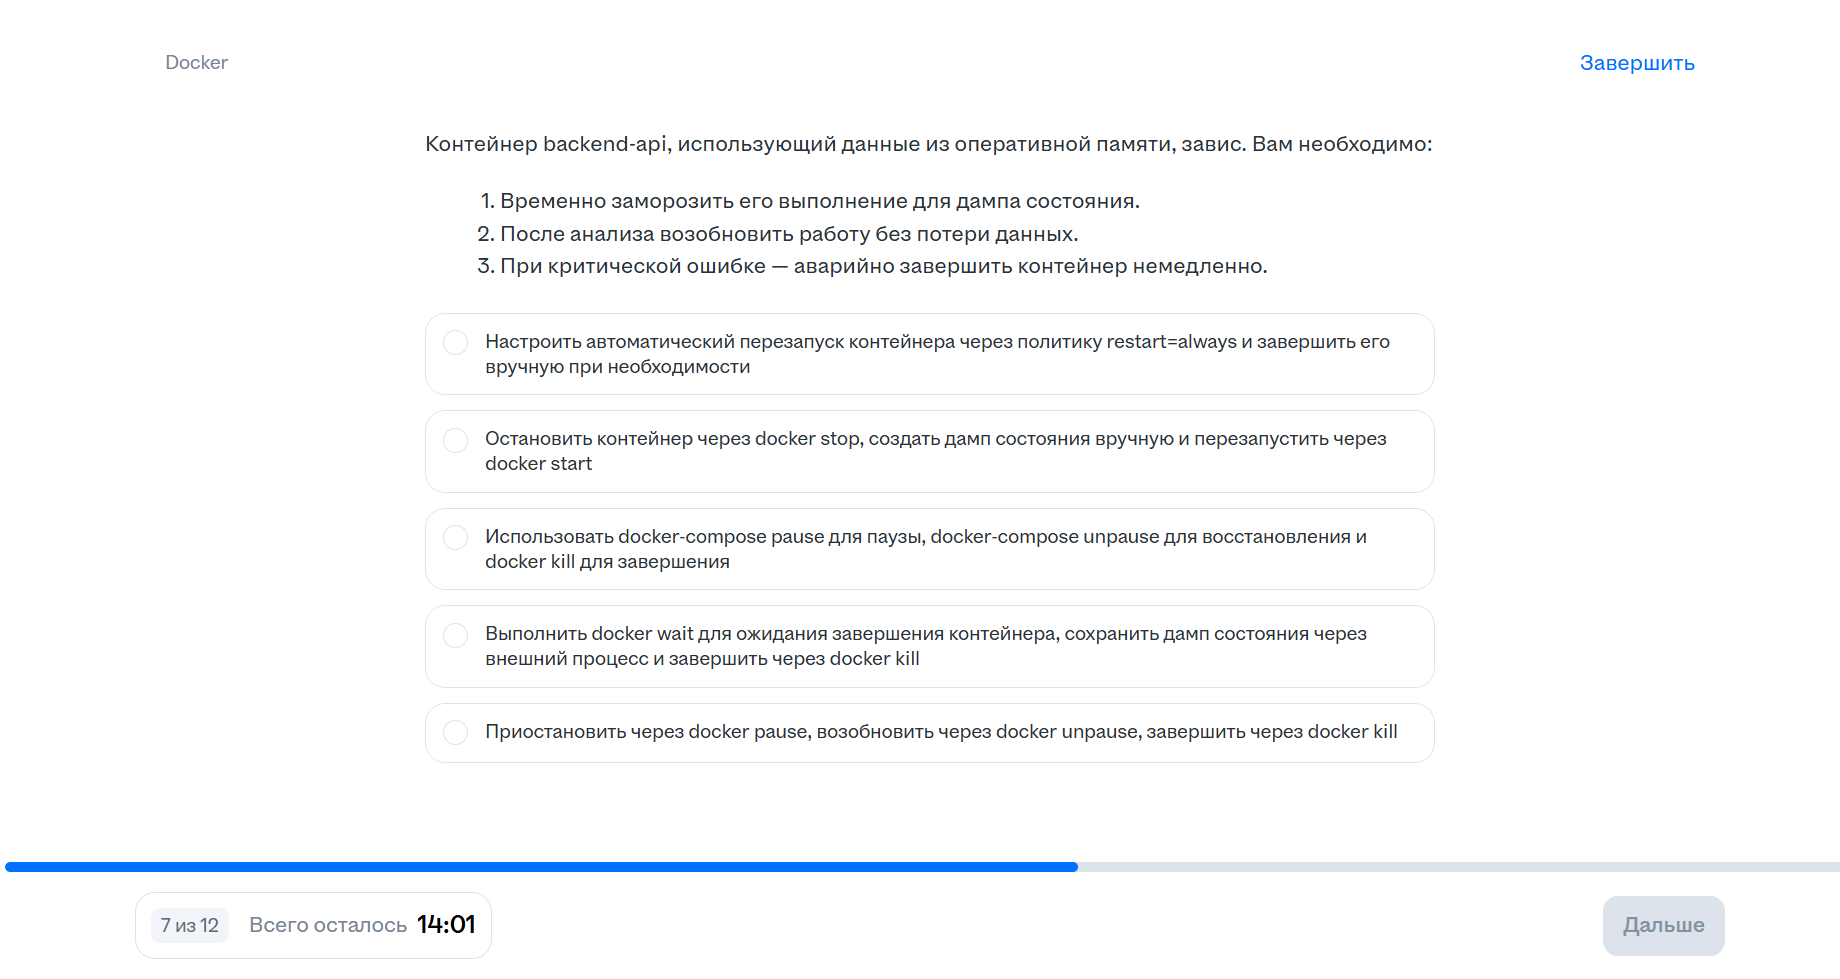 Docker
Завершить
Контейнер backend-api, использующий данные из оперативной памяти, завис. Вам необходимо:
1. Временно заморозить его выполнение для дампа состояния.
2. После анализа возобновить работу без потери данных.
3. При критической ошибке — аварийно завершить контейнер немедленно.
Настроить автоматический перезапуск контейнера через политику restart=always и завершить его
вручную при необходимости
Остановить контейнер через docker stop, создать дамп состояния вручную и перезапустить через
docker start
Использовать docker-compose pause для паузы, docker-compose unpause для восстановления и
docker kill для завершения
Выполнить docker wait для ожидания завершения контейнера, сохранить дамп состояния через
внешний процесс и завершить через docker kill
Приостановить через docker pause, возобновить через docker unpause, завершить через docker kill
7 из 12
Всего осталось 14:01
Дальше